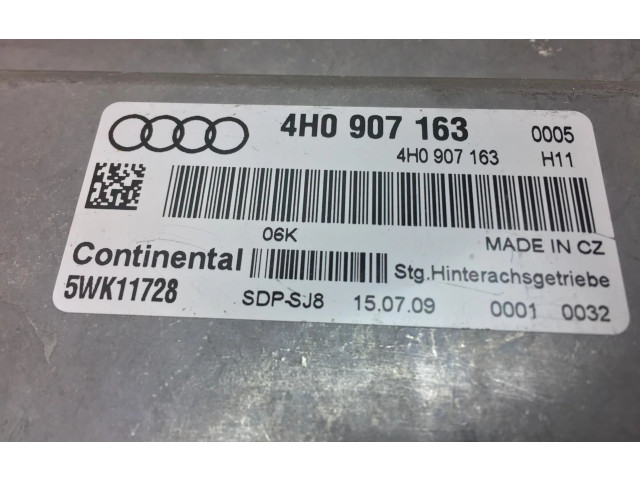 4H0 907 163 0005
4H0 907 163 H11
06K MADE IN CZ
Continental Stg.Hinterachsgetriebe
5WK11728 SDP-SJ8 15.07.09 0001 0032